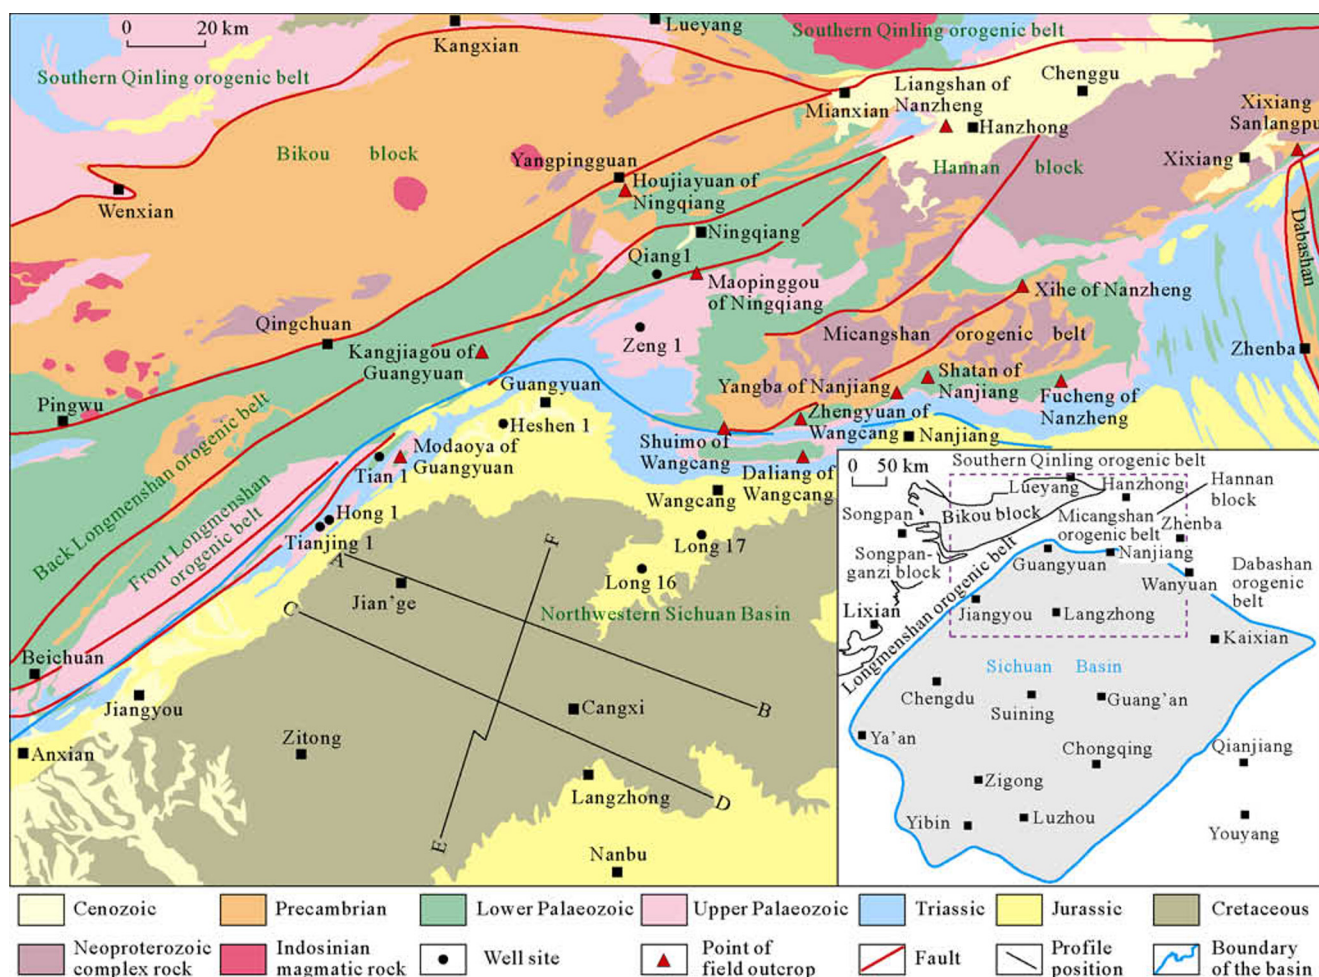 0 20 km
Kangxian
Lueyang
Southern Qinling orogenic belt
Southern Qinling orogenic belt
Chenggu
Liangshan of
Nanzheng
Mianxian
Hanzhong
Xixiang
Sanlangpu
Bikou block
Yangpingguan
Hannan block
Xixiang
Wenxian
Houjiayuan of
Ningqiang
Ningqiang
Dabashan
Qiang1
Maopinggou
of Ningqiang
Xihe of Nanzheng
Qingchuan
Zeng 1
Micangshan orogenic belt
Kangjiagou of
Guangyuan
Zhenba
Guangyuan
Yangba of Nanjiang
Shatan of
Nanjiang
Fucheng of
Nanzheng
Pingwu
Heshen 1
Zhengyuan of
Wangcang
Back Longmenshan orogenic belt
Modaoya of
Guangyuan
Shuimo of
Wangcang
Nanjiang
Tian 1
Daliang of
Wangcang
Wangcang
Front Longmenshan
orogenic belt
Hong 1
Tianjing 1
Long 17
A
F
Long 16
Jian'ge
C
Northwestern Sichuan Basin
Beichuan
Jiangyou
Cangxi
B
Anxian
Zitong
Langzhong
D
E
Nanbu
0 50 km
Southern Qinling orogenic belt
Lueyang
Hanzhong
Hannan
block
Songpan
Bikou block
Micangshan
orogenic belt
Zhenba
Songpan-
ganzi block
Guangyuan
Nanjiang
Wanyuan
Dabashan
orogenic
belt
Lixian
Longmenshan orogenic belt
Jiangyou
Langzhong
Kaixian
Sichuan Basin
Chengdu
Suining
Guang'an
Ya'an
Chongqing
Qianjiang
Zigong
Yibin
Luzhou
Youyang
Cenozoic
Precambrian
Lower Palaeozoic
Upper Palaeozoic
Triassic
Jurassic
Cretaceous
Neoproterozoic
complex rock
Indosinian
magmatic rock
Well site
Point of
field outcrop
Fault
Profile
position
Boundary
of the basin